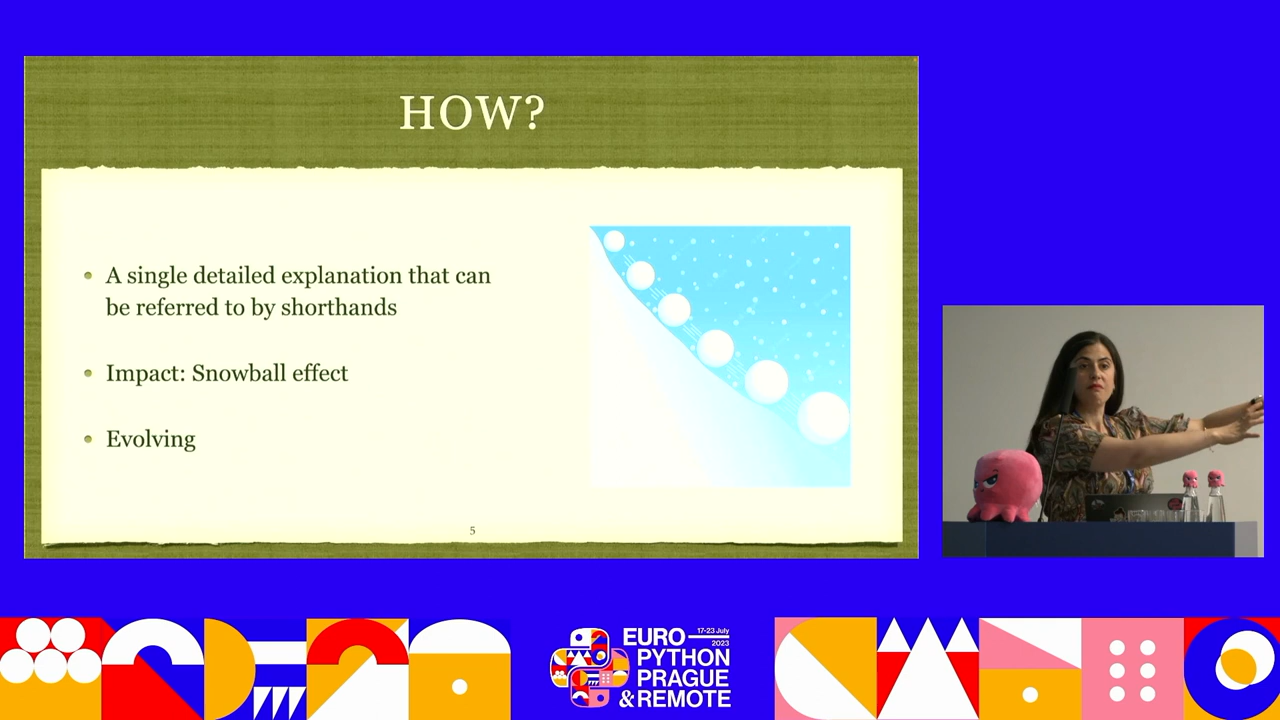 HOW?
A single detailed explanation that can
be referred to by shorthands
Impact: Snowball effect
Evolving
5
17-23 July
2023
EURO
PYTHON
PRAGUE
& REMOTE